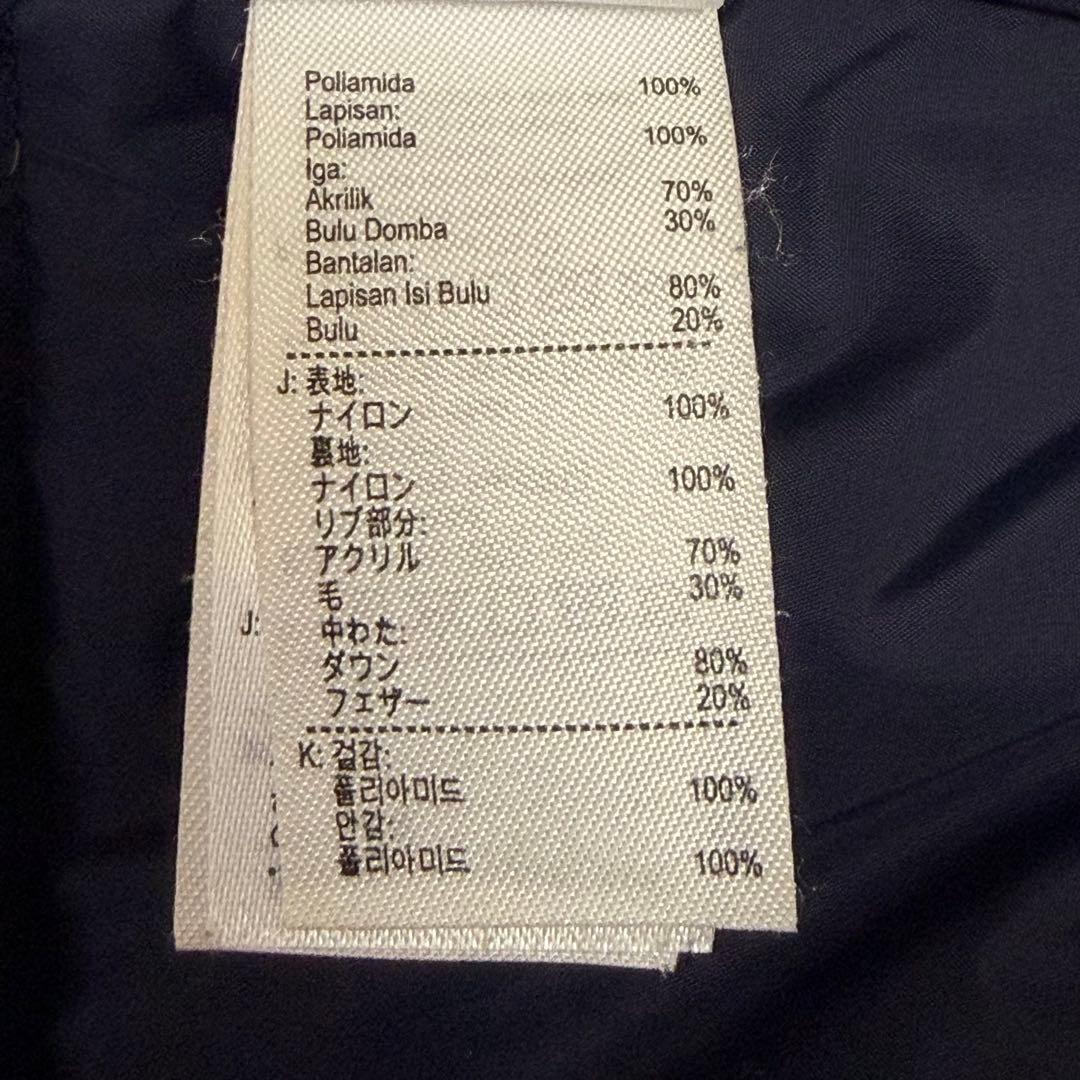 Poliamida 100%
Lapisan:
Poliamida 100%
Iga:
Akrilik 70%
Bulu Domba 30%
Bantalan:
Lapisan Isi Bulu 80%
Bulu 20%
J: 表地:
ナイロン 100%
裏地:
ナイロン 100%
リブ部分:
アクリル 70%
毛 30%
中わた:
ダウン 80%
フェザー 20%
K: 겉감:
폴리아미드 100%
안감:
폴리아미드 100%
J: